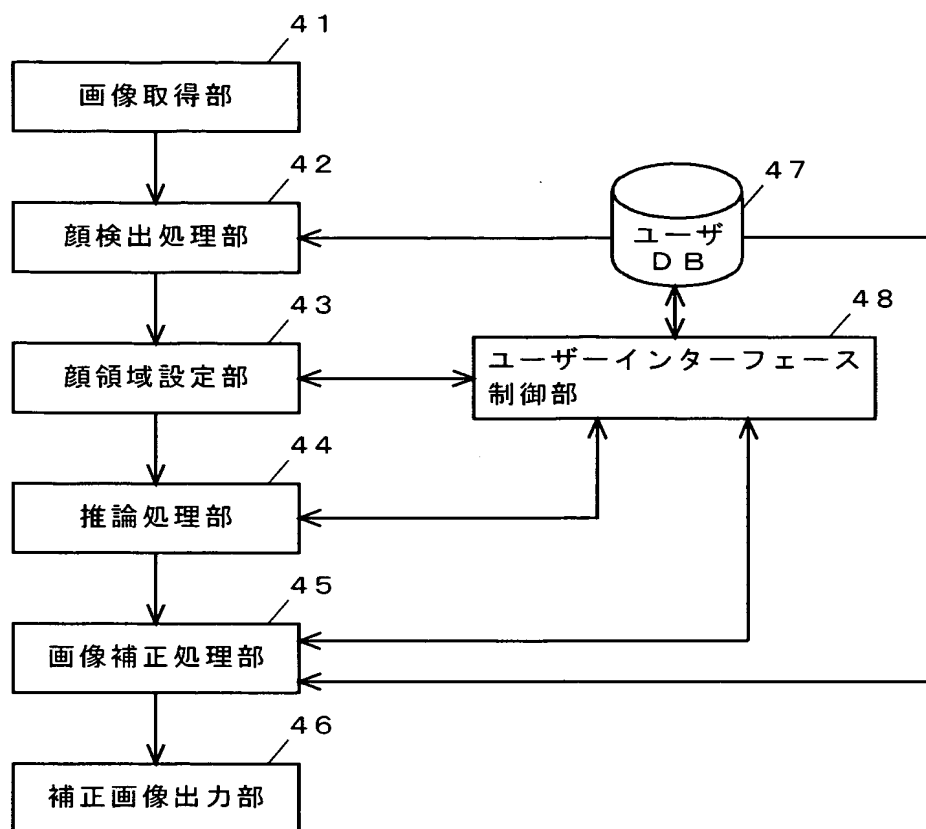 41
画像取得部
42
顔検出処理部
47
ユーザ
DB
43
顔領域設定部
48
ユーザーインターフェース
制御部
44
推論処理部
45
画像補正処理部
46
補正画像出力部